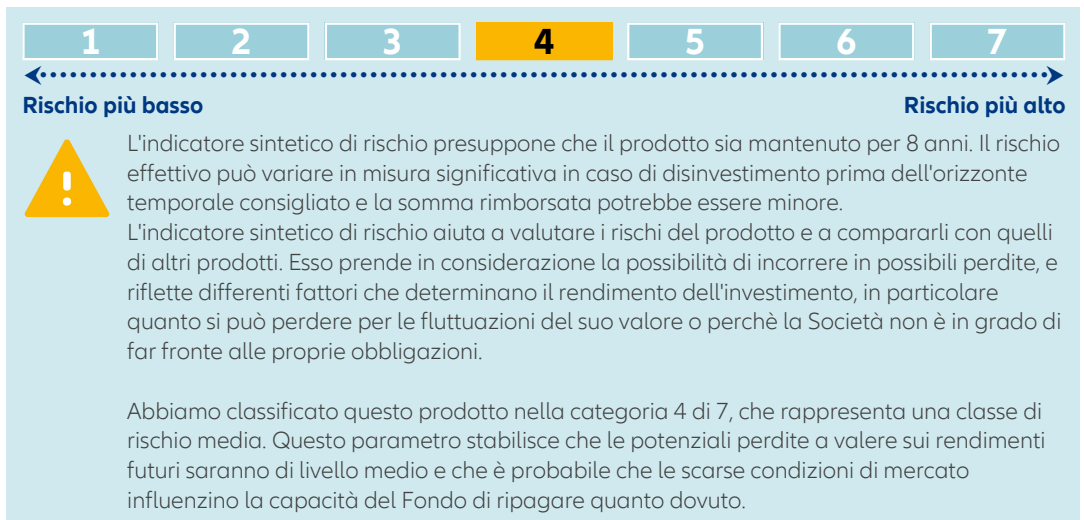 1 2 3 4 5 6 7
Rischio più basso Rischio più alto
L'indicatore sintetico di rischio presuppone che il prodotto sia mantenuto per 8 anni. Il rischio
effettivo può variare in misura significativa in caso di disinvestimento prima dell'orizzonte
temporale consigliato e la somma rimborsata potrebbe essere minore.
L'indicatore sintetico di rischio aiuta a valutare i rischi del prodotto e a compararli con quelli
di altri prodotti. Esso prende in considerazione la possibilità di incorrere in possibili perdite, e
riflette differenti fattori che determinano il rendimento dell'investimento, in particolare
quanto si può perdere per le fluttuazioni del suo valore o perchè la Società non è in grado di
far fronte alle proprie obbligazioni.
Abbiamo classificato questo prodotto nella categoria 4 di 7, che rappresenta una classe di
rischio media. Questo parametro stabilisce che le potenziali perdite a valere sui rendimenti
futuri saranno di livello medio e che è probabile che le scarse condizioni di mercato
influenzino la capacità del Fondo di ripagare quanto dovuto.